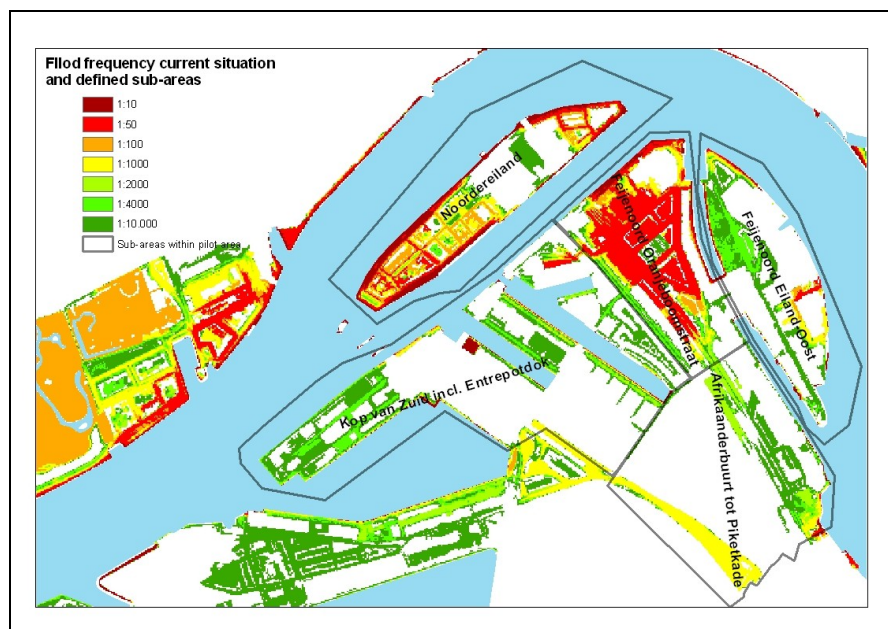 Fllod frequency current situation
and defined sub-areas
1:10
1:50
1:100
1:1000
1:2000
1:4000
1:10.000
Sub-areas within pilot area
Noordereiland
Feijenoord Oranjeboomstraat
Feijenoord Eiland Oost
Kop van Zuid incl. Entrepotdok
Afrikaanderbuurt tot Piketkade